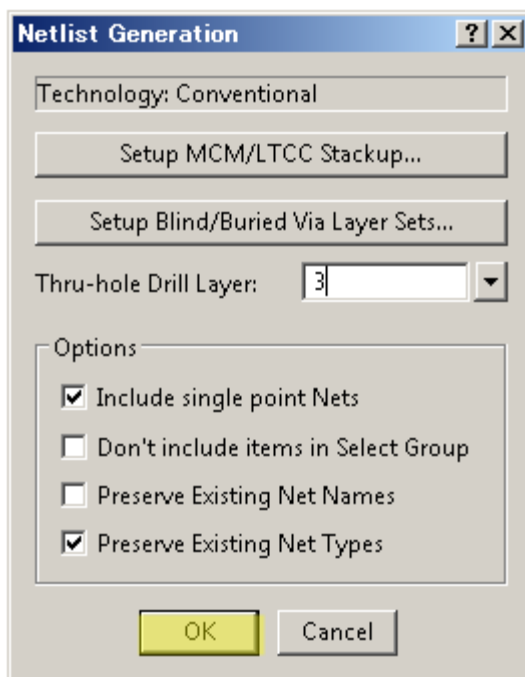 Netlist Generation
Technology: Conventional
Setup MCM/LTCC Stackup...
Setup Blind/Buried Via Layer Sets...
Thru-hole Drill Layer: 3
Options
Include single point Nets
Don't include items in Select Group
Preserve Existing Net Names
Preserve Existing Net Types
OK Cancel